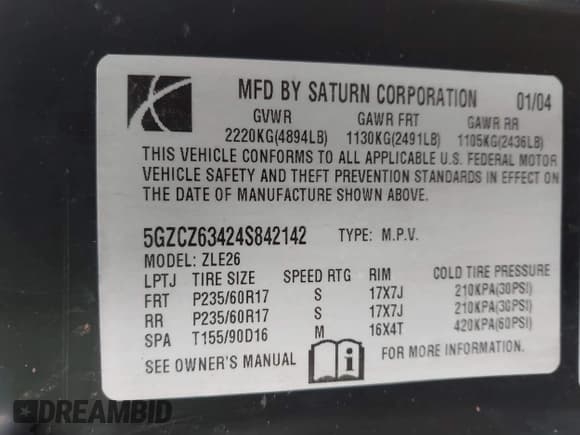 MFD BY SATURN CORPORATION 01/04
GVWR GAWR FRT GAWR RR
2220KG(4894LB) 1130KG(2491LB) 1105KG(2436LB)
THIS VEHICLE CONFORMS TO ALL APPLICABLE U.S. FEDERAL MOTOR
VEHICLE SAFETY AND THEFT PREVENTION STANDARDS IN EFFECT ON
THE DATE OF MANUFACTURE SHOWN ABOVE.
5GZCZ63424S842142 TYPE: M.P.V.
MODEL: ZLE26
LPTJ TIRE SIZE SPEED RTG RIM COLD TIRE PRESSURE
FRT P235/60R17 S 17X7J 210KPA(30PSI)
RR P235/60R17 S 17X7J 210KPA(30PSI)
SPA T155/90D16 M 16X4T 420KPA(60PSI)
SEE OWNER'S MANUAL FOR MORE INFORMATION.
DREAMBID